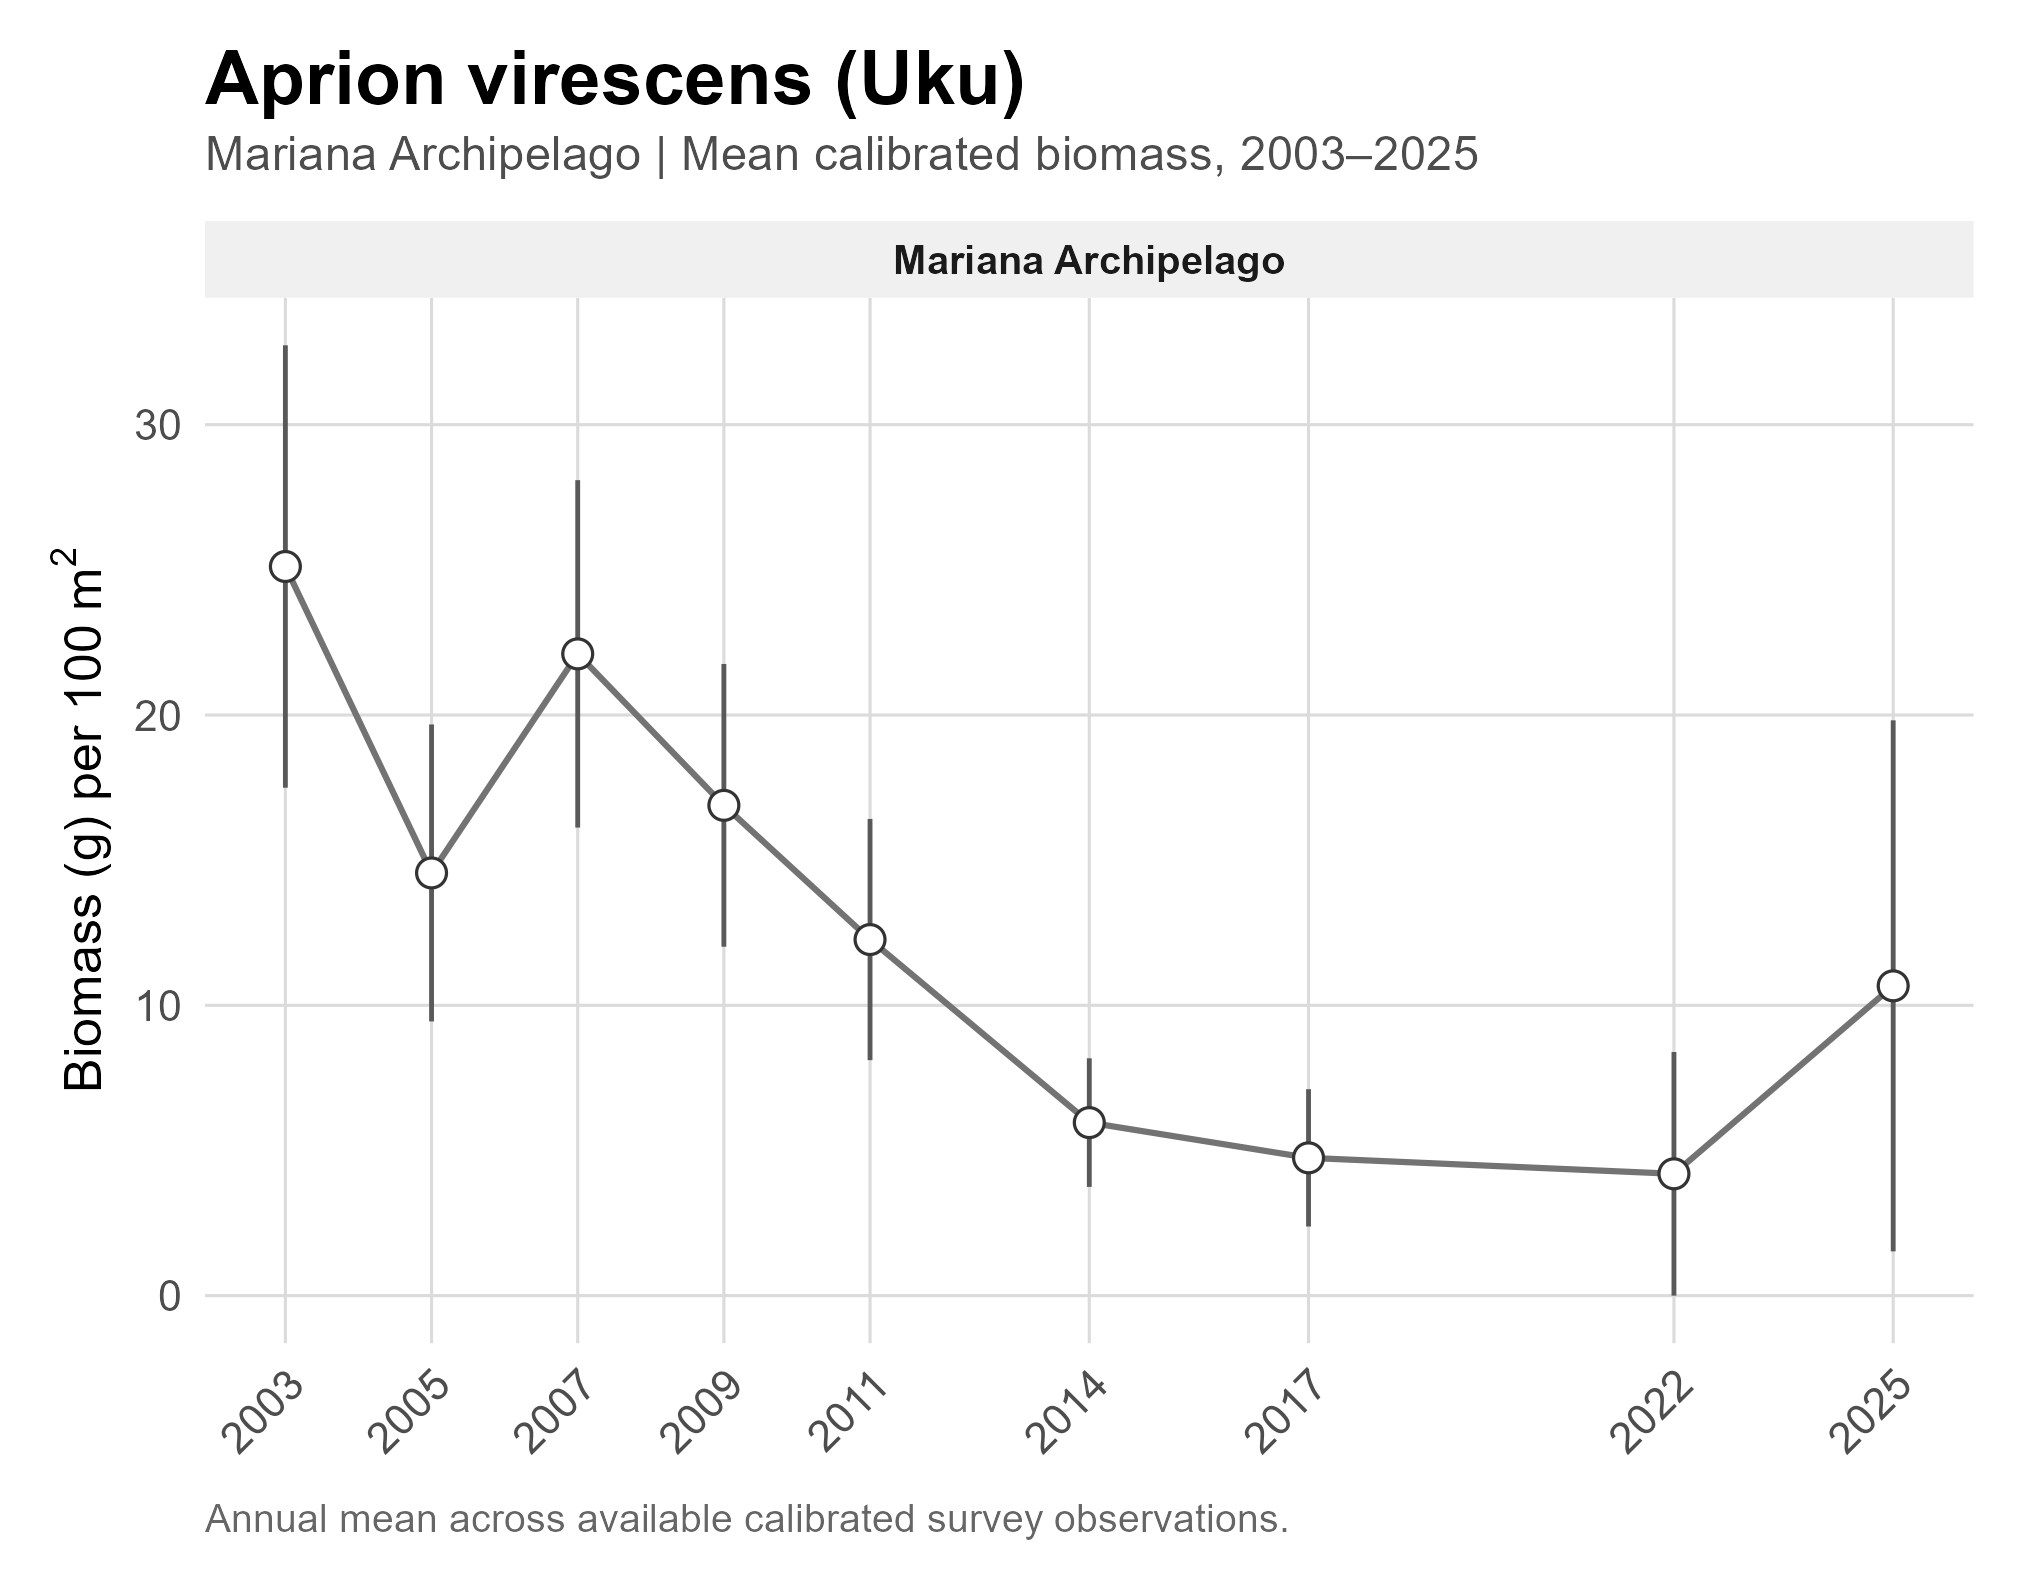 Aprion virescens (Uku)
Mariana Archipelago | Mean calibrated biomass, 2003–2025
Mariana Archipelago
Biomass (g) per 100 m²
30
20
10
0
2003
2005
2007
2009
2011
2014
2017
2022
2025
Annual mean across available calibrated survey observations.